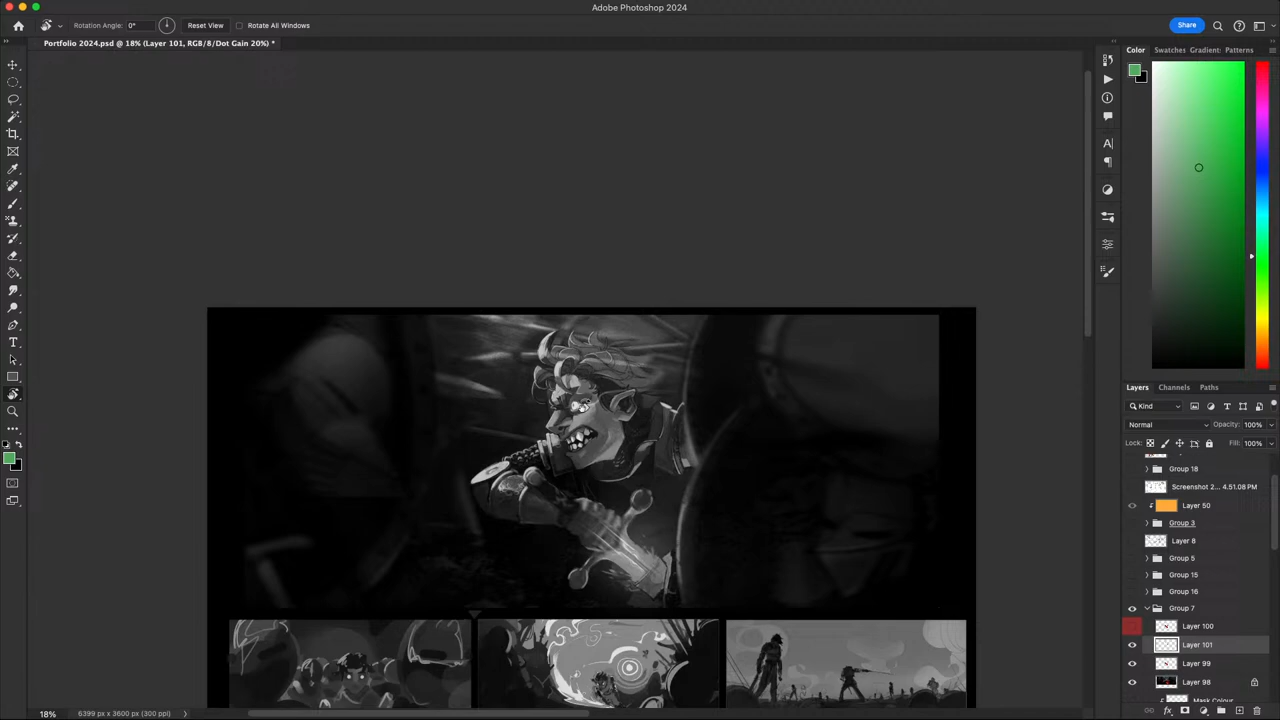 Adobe Photoshop 2024
Rotation Angle: 0° Reset View Rotate All Windows Share
Portfolio 2024.psd @ 18% (Layer 101, RGB/8/Dot Gain 20%) *
Color Swatches Gradient: Patterns
Layers Channels Paths
Kind
Normal Opacity: 100%
Lock: Fill: 100%
Group 18
Screenshot 2... 4.51.08 PM
Layer 50
Group 3
Layer 8
Group 5
Group 15
Group 16
Group 7
Layer 100
Layer 101
Layer 99
Layer 98
Mask Colour
18% 6399 px x 3600 px (300 ppi)